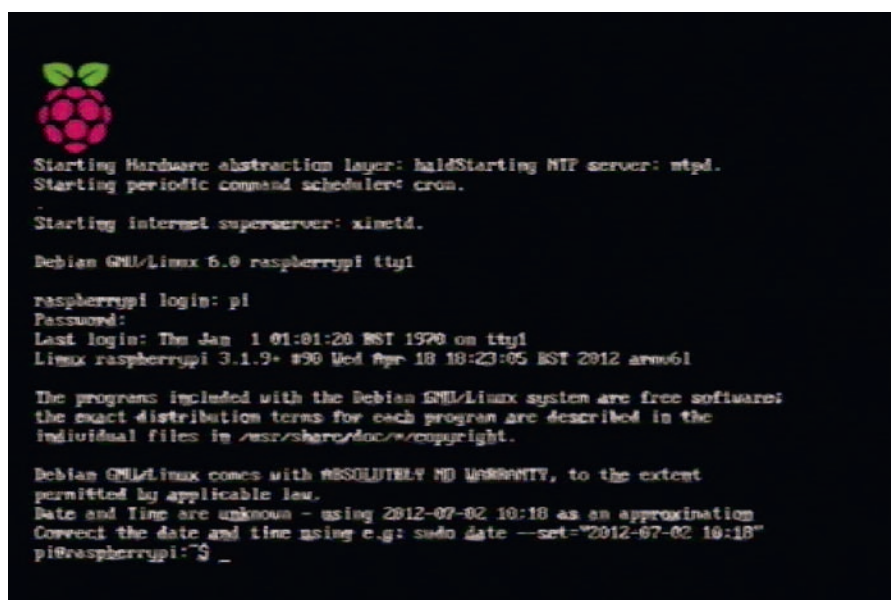 Starting Hardware abstraction layer: haldStarting NTP server: ntpd.
Starting periodic command scheduler: cron.
.
Starting internet superserver: xinetd.
Debian GNU/Linux 6.0 raspberrypi tty1
raspberrypi login: pi
Password:
Last login: Thu Jan  1 01:01:20 BST 1970 on tty1
Linux raspberrypi 3.1.9+ #90 Wed Apr 18 18:23:05 BST 2012 armv6l
The programs included with the Debian GNU/Linux system are free software;
the exact distribution terms for each program are described in the
individual files in /usr/share/doc/*/copyright.
Debian GNU/Linux comes with ABSOLUTELY NO WARRANTY, to the extent
permitted by applicable law.
Date and Time are unknown - using 2012-07-02 10:18 as an approximation
Correct the date and time using e.g: sudo date --set="2012-07-02 10:18"
pi@raspberrypi:~$ _